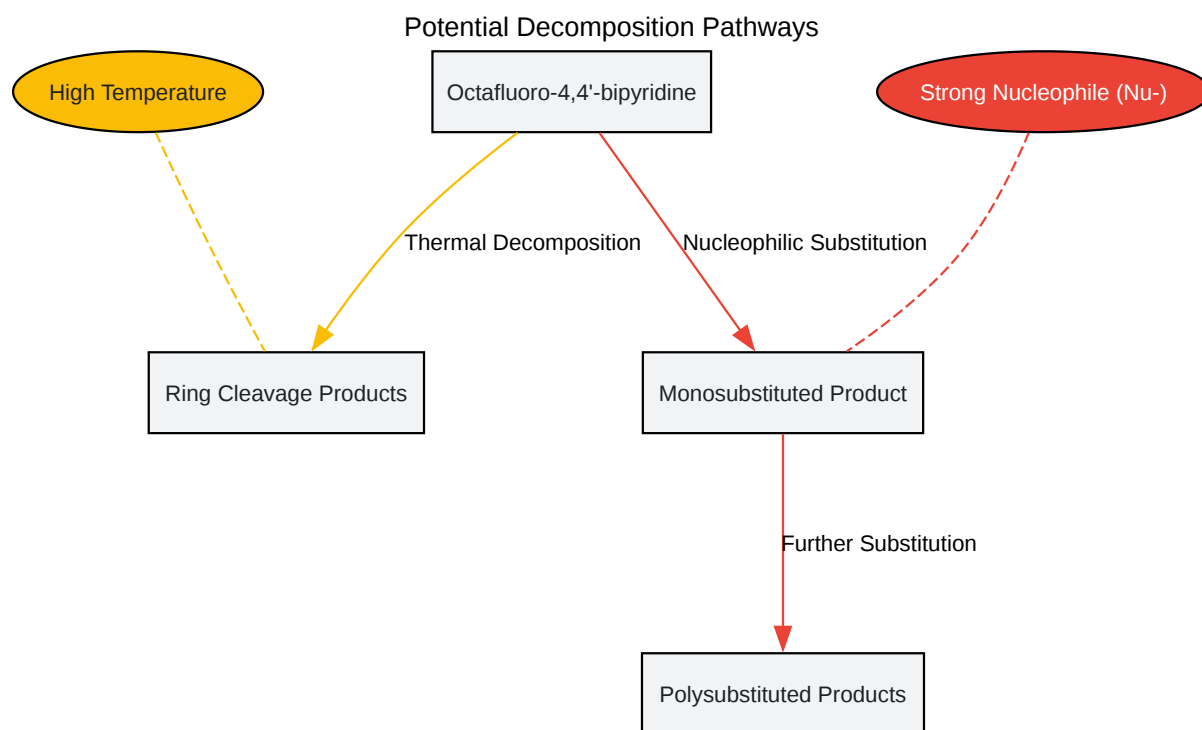 Potential Decomposition Pathways
High Temperature
Octafluoro-4,4'-bipyridine
Strong Nucleophile (Nu-)
Thermal Decomposition
Nucleophilic Substitution
Ring Cleavage Products
Monosubstituted Product
Further Substitution
Polysubstituted Products